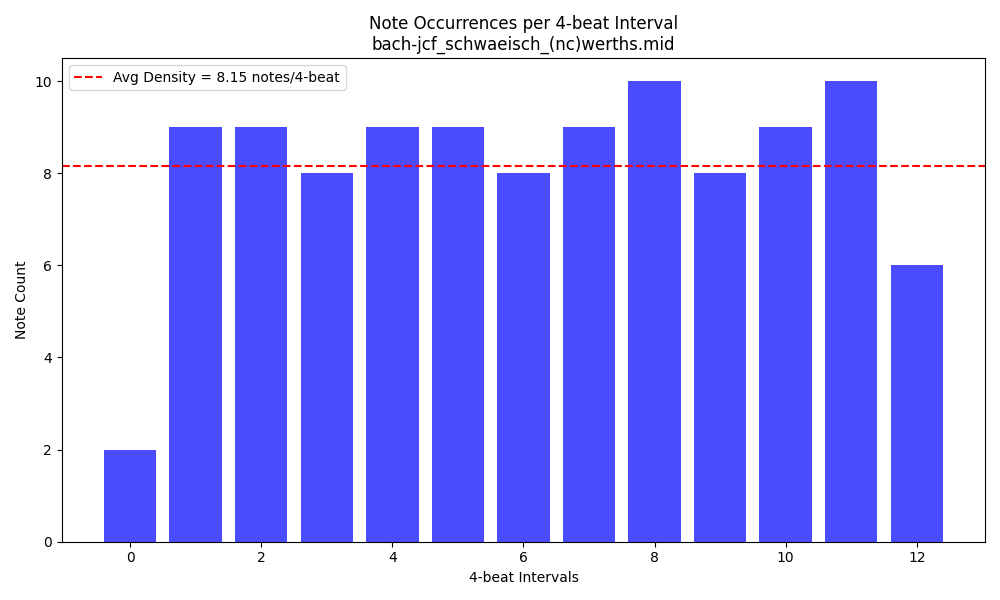 Note Occurrences per 4-beat Interval
bach-jcf_schwaeisch_(nc)werths.mid
Avg Density = 8.15 notes/4-beat
10
8
6
4
2
0
Note Count
0 2 4 6 8 10 12
4-beat Intervals